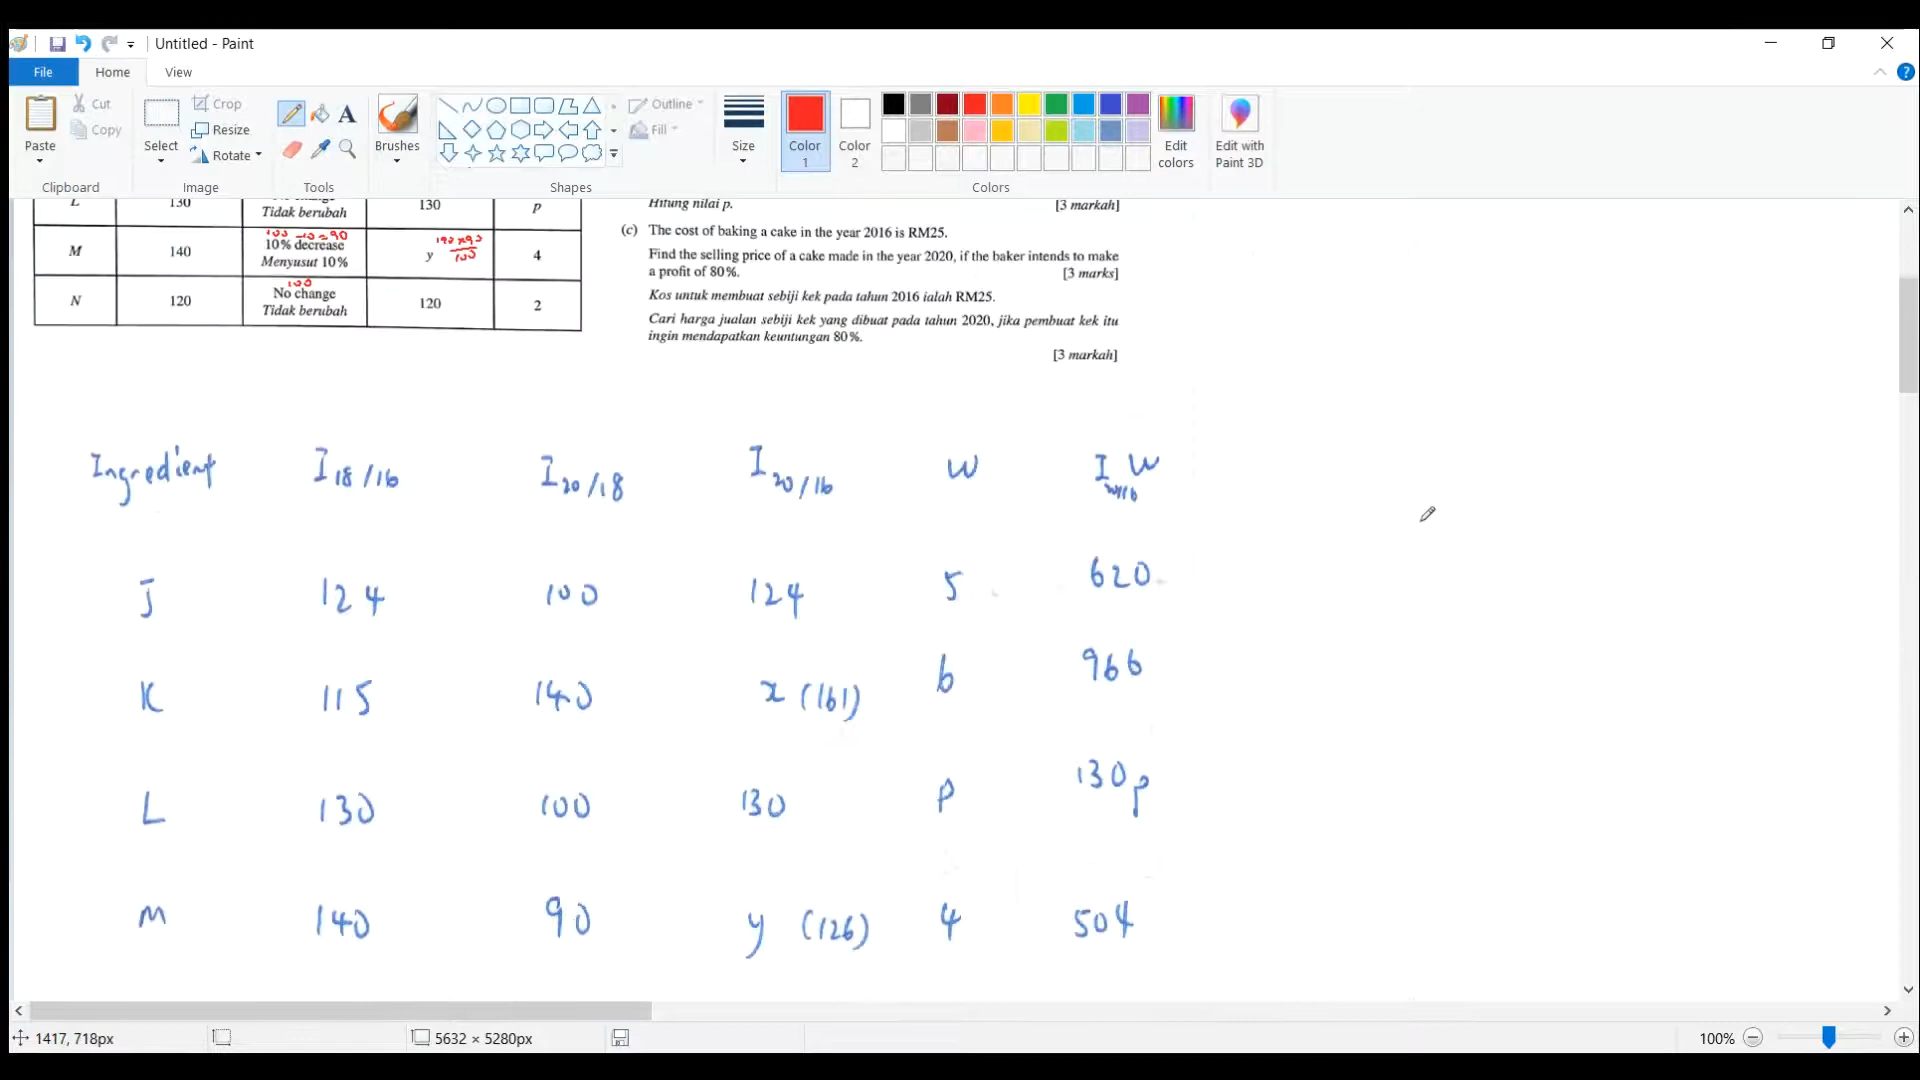 Untitled - Paint
File
Home
View
Paste
Cut
Copy
Clipboard
Select
Crop
Resize
Rotate
Image
Tools
A
Brushes
Shapes
Outline
Fill
Size
Color 1
Color 2
Colors
Edit colors
Edit with Paint 3D
L 130 Tidak berubah 130 p
100 -10 = 90
M 140 10% decrease y 4
Menyusut 10%
100
N 120 No change 120 2
Tidak berubah
Hitung nilai p. [3 markah]
(c) The cost of baking a cake in the year 2016 is RM25.
Find the selling price of a cake made in the year 2020, if the baker intends to make
a profit of 80%. [3 marks]
Kos untuk membuat sebiji kek pada tahun 2016 ialah RM25.
Cari harga jualan sebiji kek yang dibuat pada tahun 2020, jika pembuat kek itu
ingin mendapatkan keuntungan 80%.
[3 markah]
Ingredient I 18/16 I 20/18 I 20/16 W I W
J 124 100 124 5 620
K 115 140 x (161) 6 966
L 130 100 130 P 130p
M 140 90 y (126) 4 504
1417, 718px
5632 × 5280px
100%